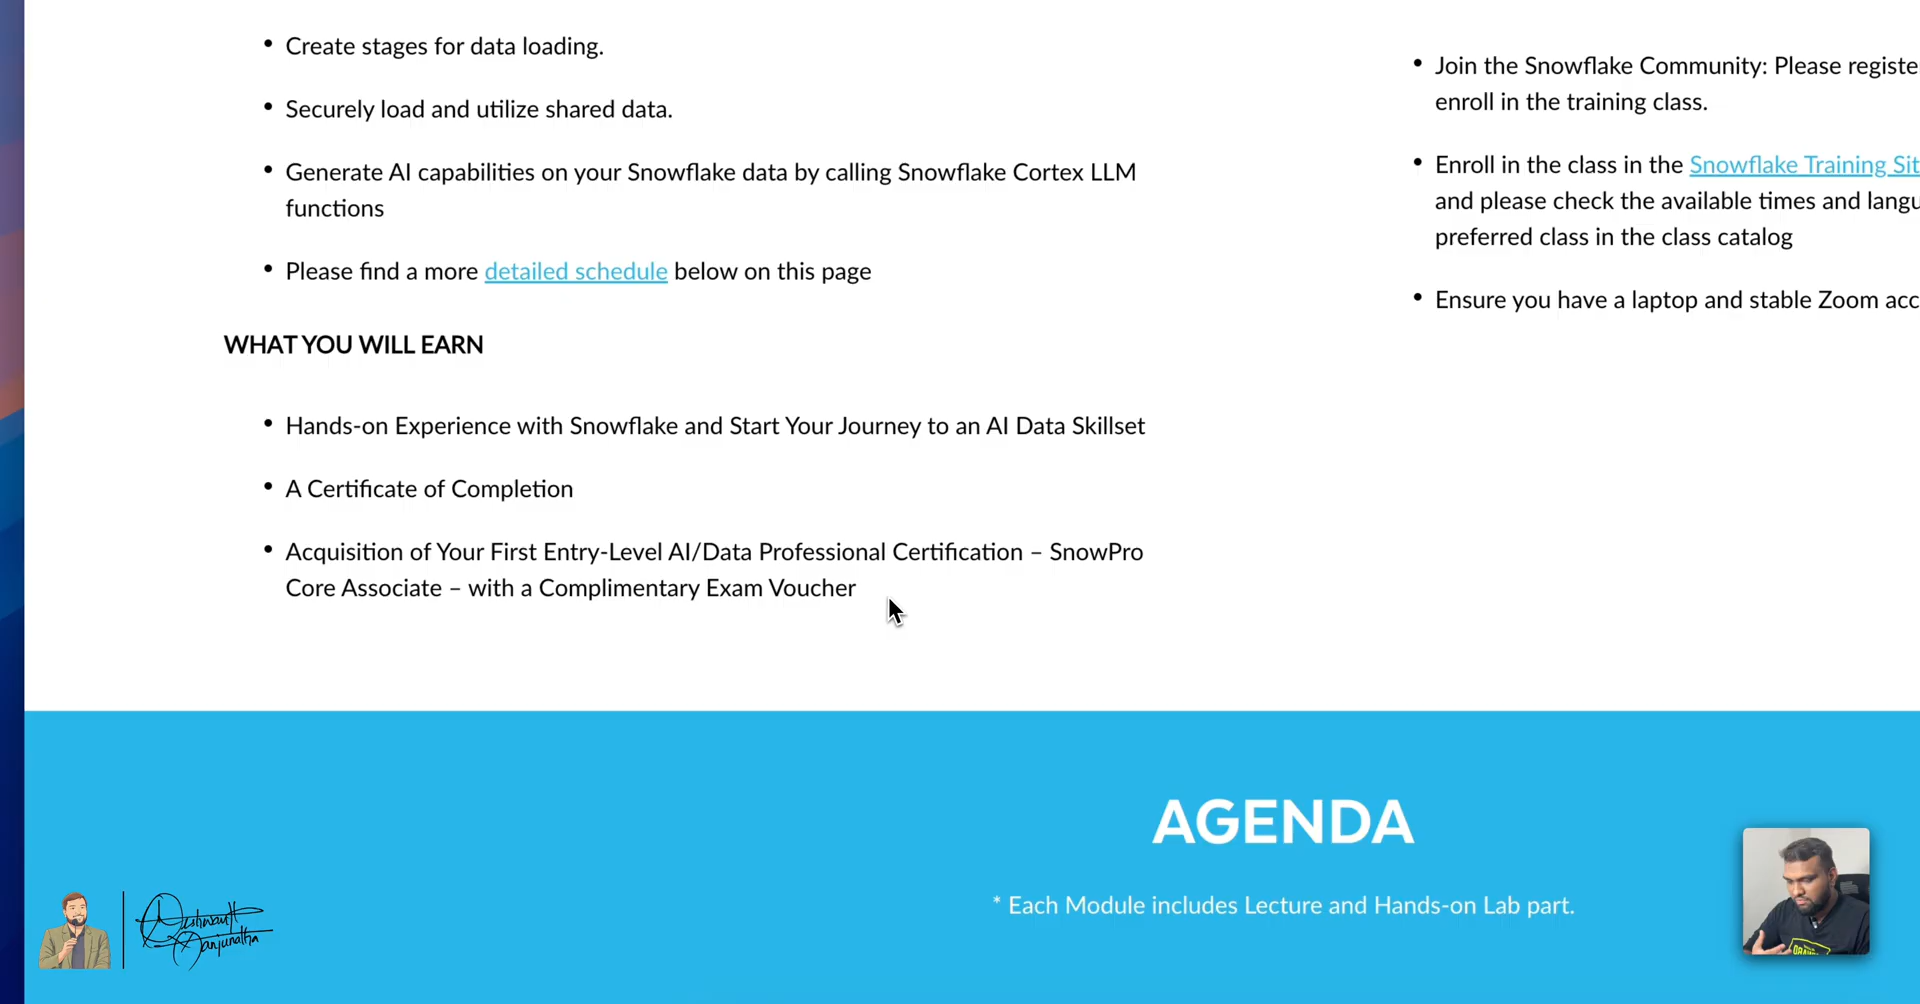 • Create stages for data loading.
• Securely load and utilize shared data.
• Generate AI capabilities on your Snowflake data by calling Snowflake Cortex LLM
functions
• Please find a more detailed schedule below on this page
WHAT YOU WILL EARN
• Hands-on Experience with Snowflake and Start Your Journey to an AI Data Skillset
• A Certificate of Completion
• Acquisition of Your First Entry-Level AI/Data Professional Certification – SnowPro
Core Associate – with a Complimentary Exam Voucher
• Join the Snowflake Community: Please registe
enroll in the training class.
• Enroll in the class in the Snowflake Training Sit
and please check the available times and langu
preferred class in the class catalog
• Ensure you have a laptop and stable Zoom acc
AGENDA
* Each Module includes Lecture and Hands-on Lab part.